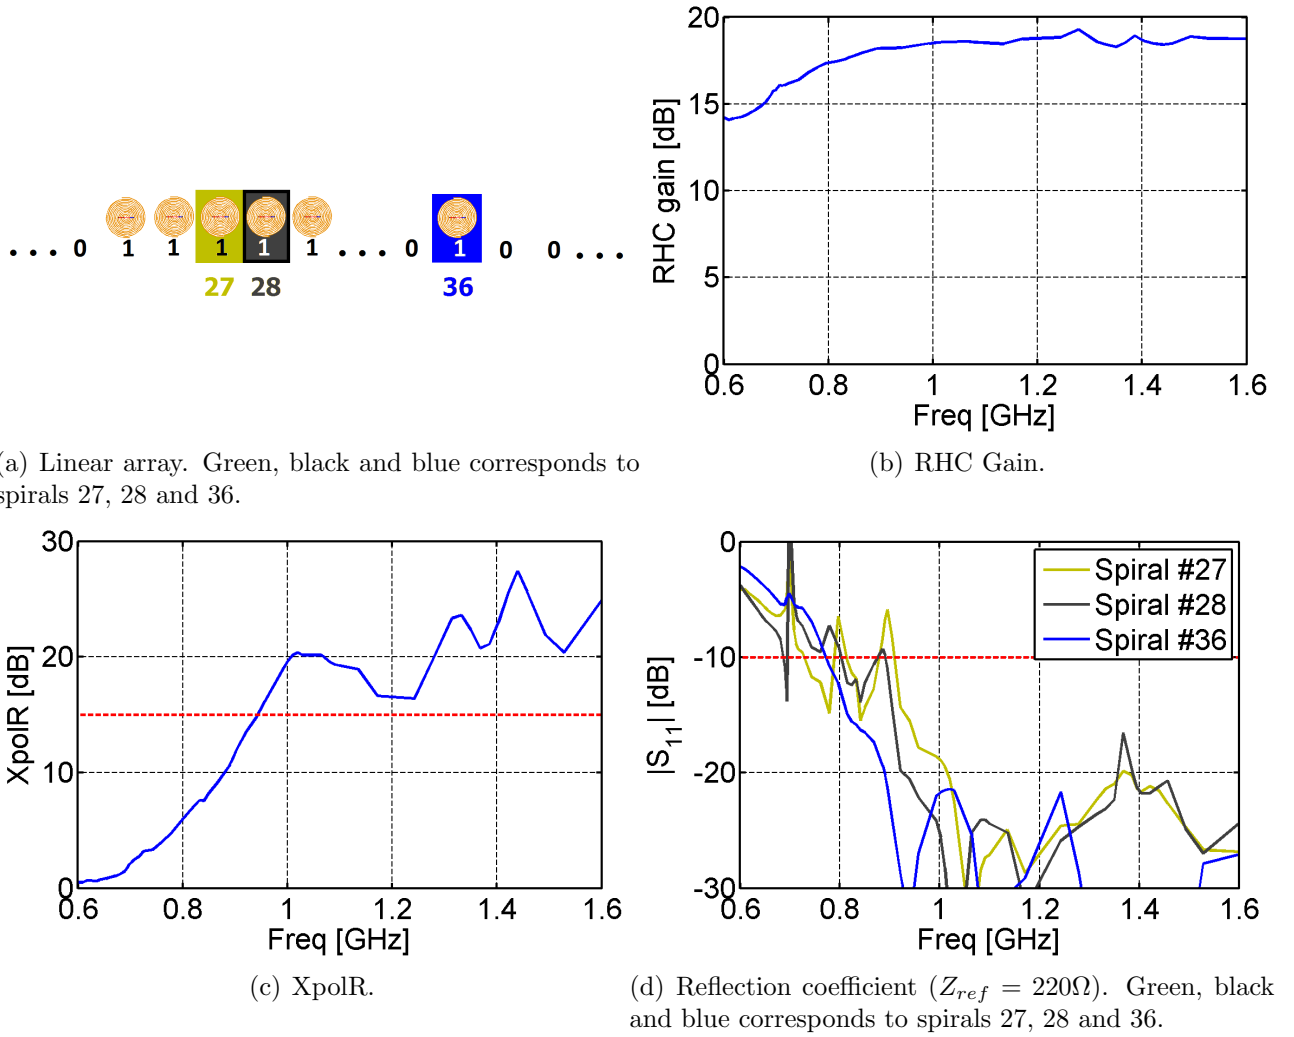 ... 0 1 1 1 1 1 ... 0 1 0 0 ...
27 28 36
(a) Linear array. Green, black and blue corresponds to
spirals 27, 28 and 36.
20
15
10
5
0
RHC gain [dB]
0.6 0.8 1 1.2 1.4 1.6
Freq [GHz]
(b) RHC Gain.
30
20
10
0
XpolR [dB]
0.6 0.8 1 1.2 1.4 1.6
Freq [GHz]
(c) XpolR.
0
-10
-20
-30
|S11| [dB]
Spiral #27
Spiral #28
Spiral #36
0.6 0.8 1 1.2 1.4 1.6
Freq [GHz]
(d) Reflection coefficient (Zref = 220Ω). Green, black
and blue corresponds to spirals 27, 28 and 36.